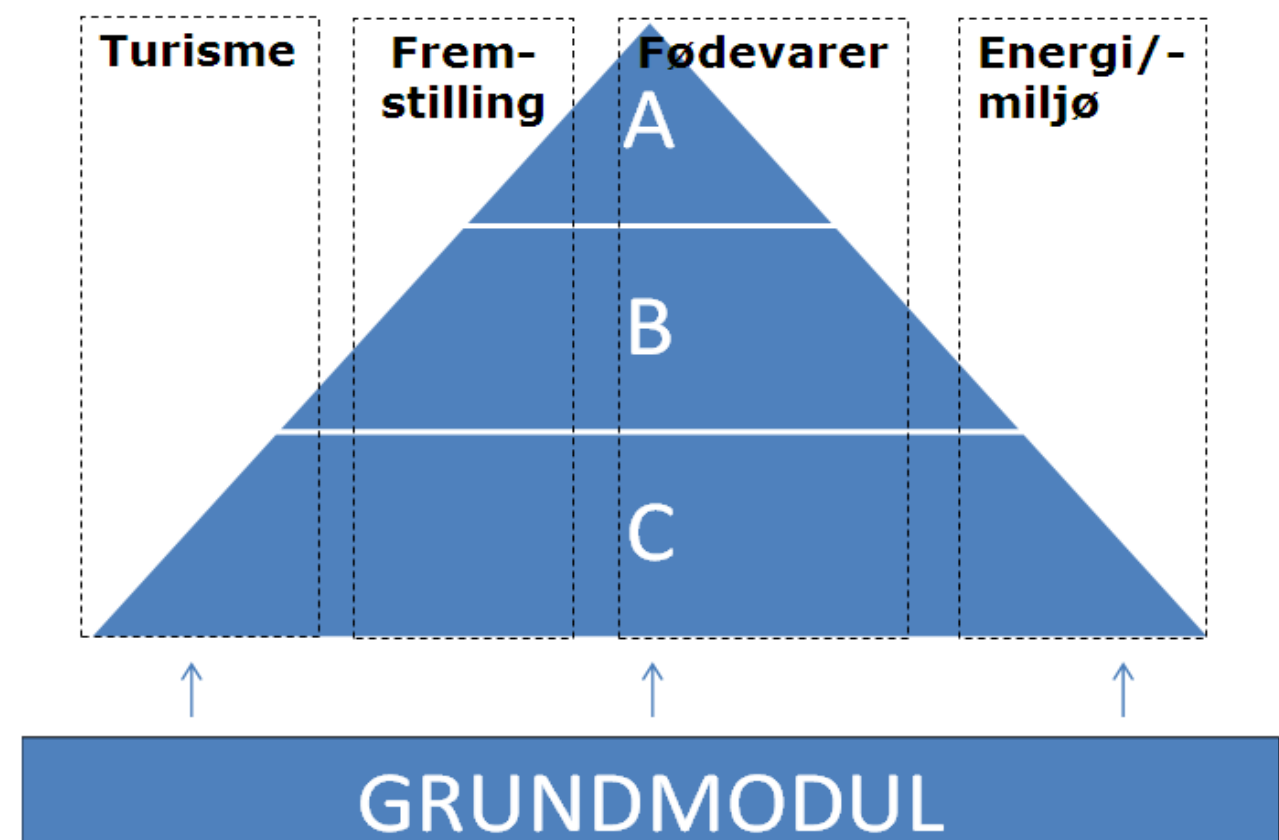 Turisme
Frem-
stilling
Fødevarer
Energi/-
miljø
A
B
C
GRUNDMODUL